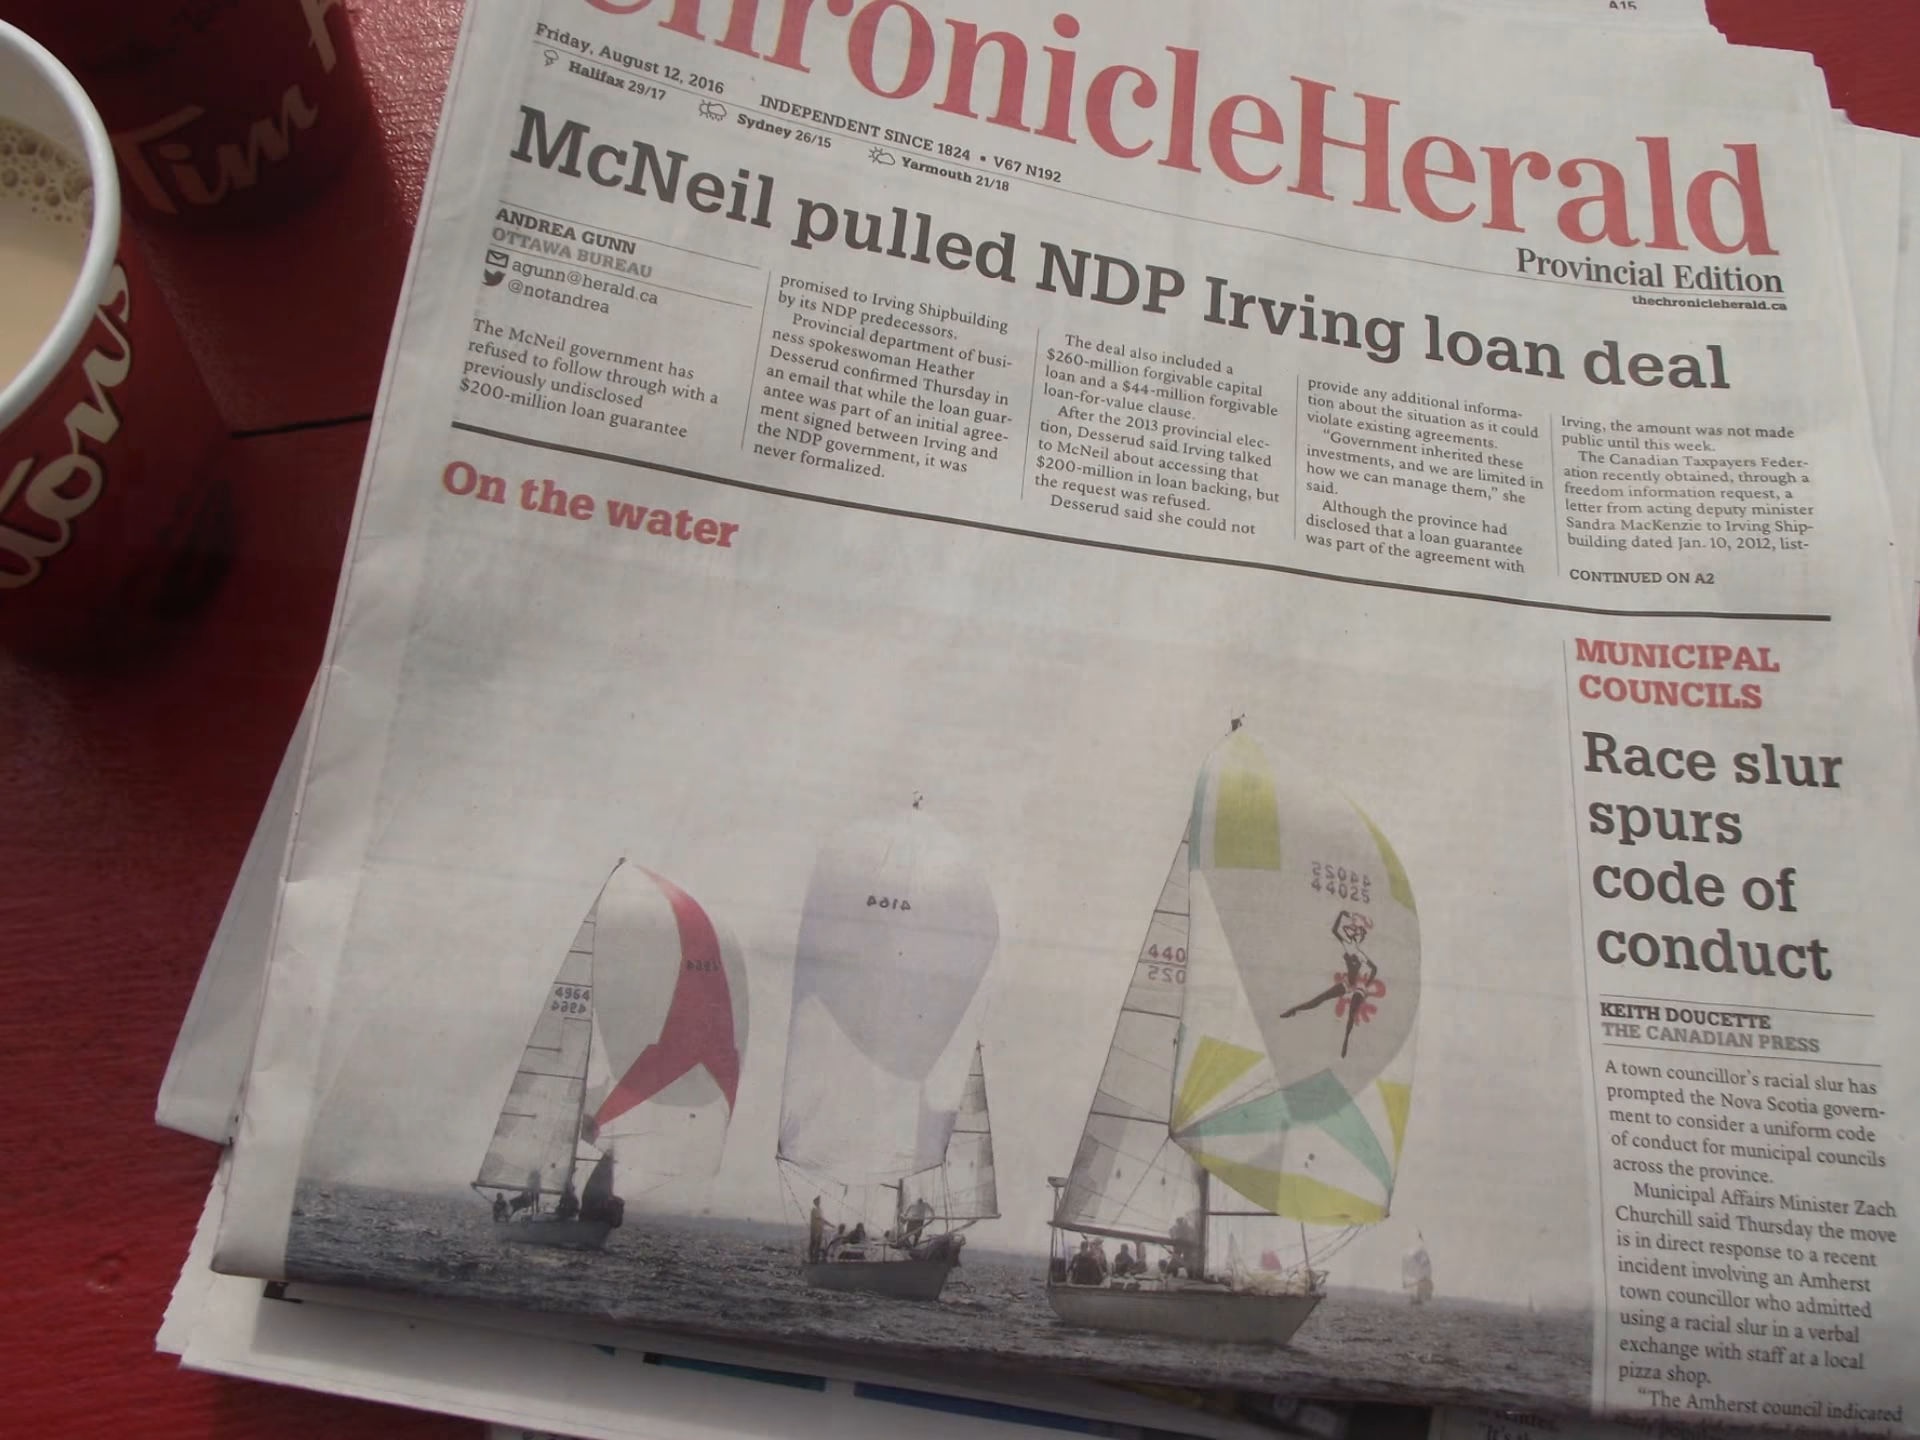 A15
ChronicleHerald
Friday, August 12, 2016
INDEPENDENT SINCE 1824 • V67 N192
Halifax 29/17
Sydney 26/15
Yarmouth 21/18
Provincial Edition
thechronicleherald.ca
McNeil pulled NDP Irving loan deal
ANDREA GUNN
OTTAWA BUREAU
agunn@herald.ca
@notandrea
The McNeil government has
refused to follow through with a
previously undisclosed
$200-million loan guarantee
promised to Irving Shipbuilding
by its NDP predecessors.
Provincial department of busi-
ness spokeswoman Heather
Desserud confirmed Thursday in
an email that while the loan guar-
antee was part of an initial agree-
ment signed between Irving and
the NDP government, it was
never formalized.
The deal also included a
$260-million forgivable capital
loan and a $44-million forgivable
loan-for-value clause.
After the 2013 provincial elec-
tion, Desserud said Irving talked
to McNeil about accessing that
$200-million in loan backing, but
the request was refused.
Desserud said she could not
provide any additional informa-
tion about the situation as it could
violate existing agreements.
“Government inherited these
investments, and we are limited in
how we can manage them,” she
said.
Although the province had
disclosed that a loan guarantee
was part of the agreement with
Irving, the amount was not made
public until this week.
The Canadian Taxpayers Feder-
ation recently obtained, through a
freedom information request, a
letter from acting deputy minister
Sandra MacKenzie to Irving Ship-
building dated Jan. 10, 2012, list-
CONTINUED ON A2
On the water
4964
4964
4964
4164
440
025
44025
44025
MUNICIPAL
COUNCILS
Race slur
spurs
code of
conduct
KEITH DOUCETTE
THE CANADIAN PRESS
A town councillor’s racial slur has
prompted the Nova Scotia govern-
ment to consider a uniform code
of conduct for municipal councils
across the province.
Municipal Affairs Minister Zach
Churchill said Thursday the move
is in direct response to a recent
incident involving an Amherst
town councillor who admitted
using a racial slur in a verbal
exchange with staff at a local
pizza shop.
“The Amherst council indicated
Tim
tons